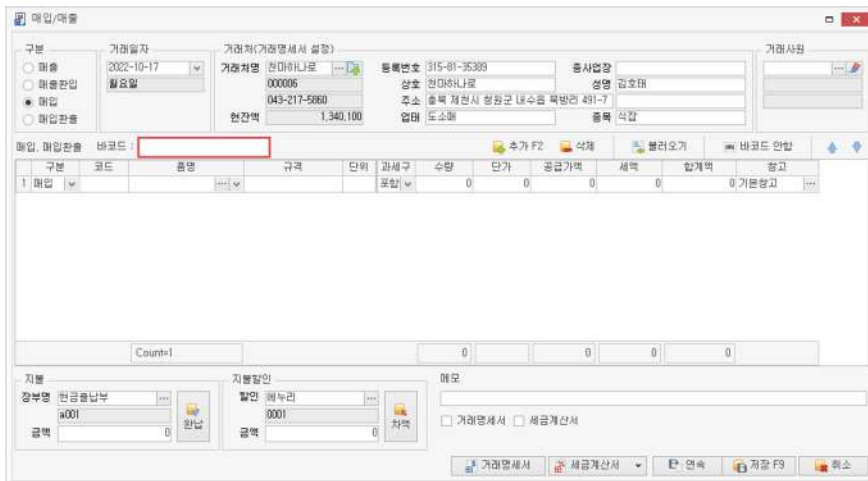 매입/매출
구분
매출
매출환입
매입
매입환출
거래일자
2022-10-17
월요일
거래처(거래명세서 설정)
거래처명 천마하나로
000006
043-217-5860
현잔액 1,340,100
등록번호 315-81-35389
상호 천마하나로
주소 충북 제천시 청원군 내수읍 묵방리 491-7
업태 도소매
종사업장
성명 김호태
종목 식잡
거래사원
매입, 매입환출 바코드 :
추가 F2 삭제 불러오기 바코드 안함
구분 코드 품명 규격 단위 과세구 수량 단가 공급가액 세액 합계액 창고
1 매입 포함 0 0 0 0 0 기본창고
Count=1 0 0 0 0
지불
장부명 현금출납부
a001
금액 0
완납
지불할인
할인 에누리
0001
금액 0
차액
메모
거래명세서 세금계산서
거래명세서 세금계산서 연속 저장 F9 취소